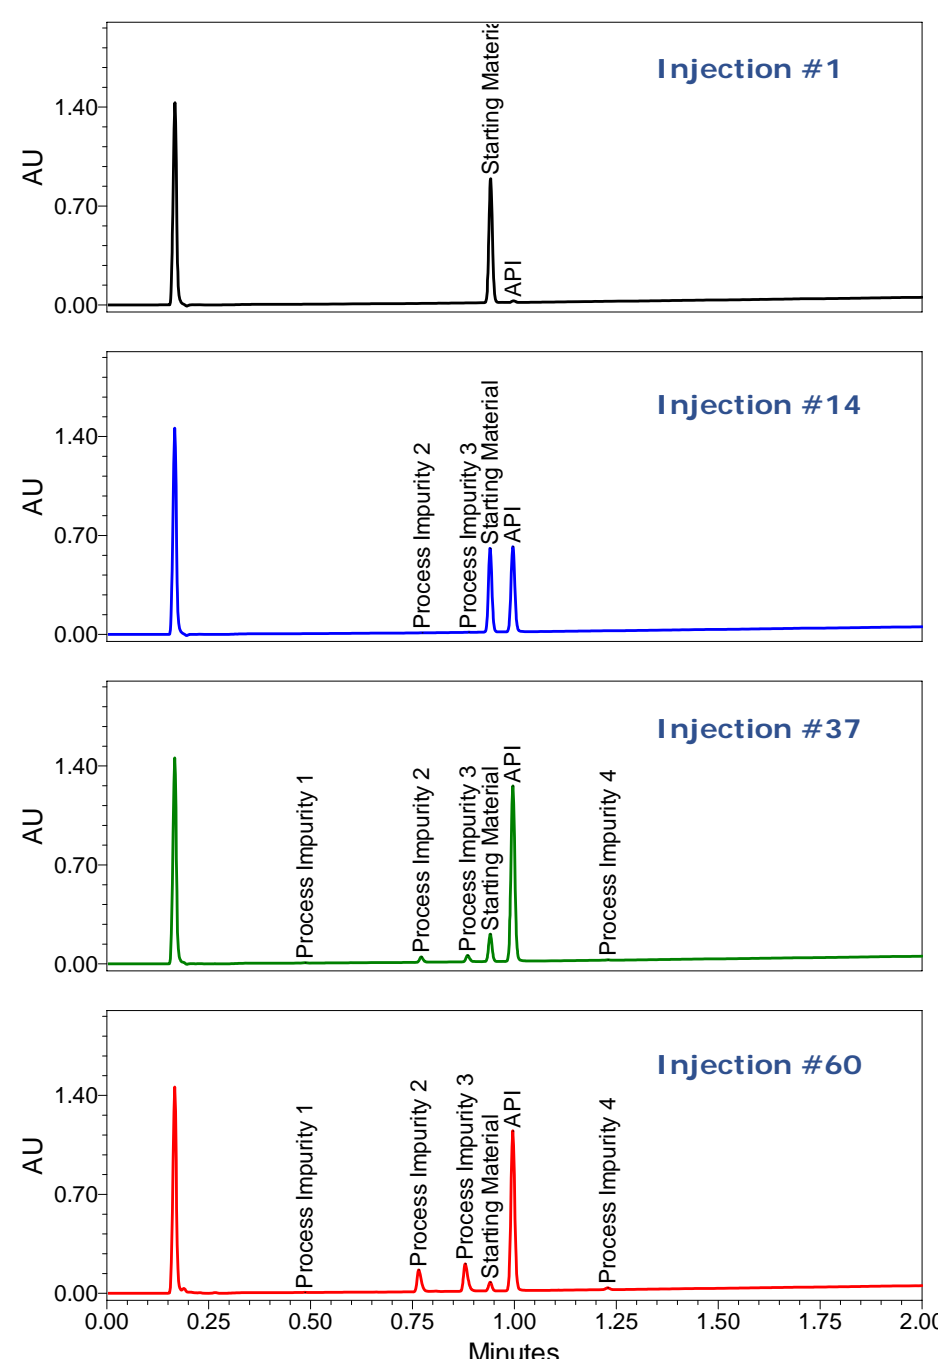 Injection #1
Starting Materia
API
1.40
0.70
0.00
AU
Injection #14
Process Impurity 2
Process Impurity 3
Starting Material
API
1.40
0.70
0.00
AU
Injection #37
Process Impurity 1
Process Impurity 2
Process Impurity 3
Starting Material
API
Process Impurity 4
1.40
0.70
0.00
AU
Injection #60
Process Impurity 1
Process Impurity 2
Process Impurity 3
Starting Material
API
Process Impurity 4
1.40
0.70
0.00
AU
0.00 0.25 0.50 0.75 1.00 1.25 1.50 1.75 2.00
Minutes